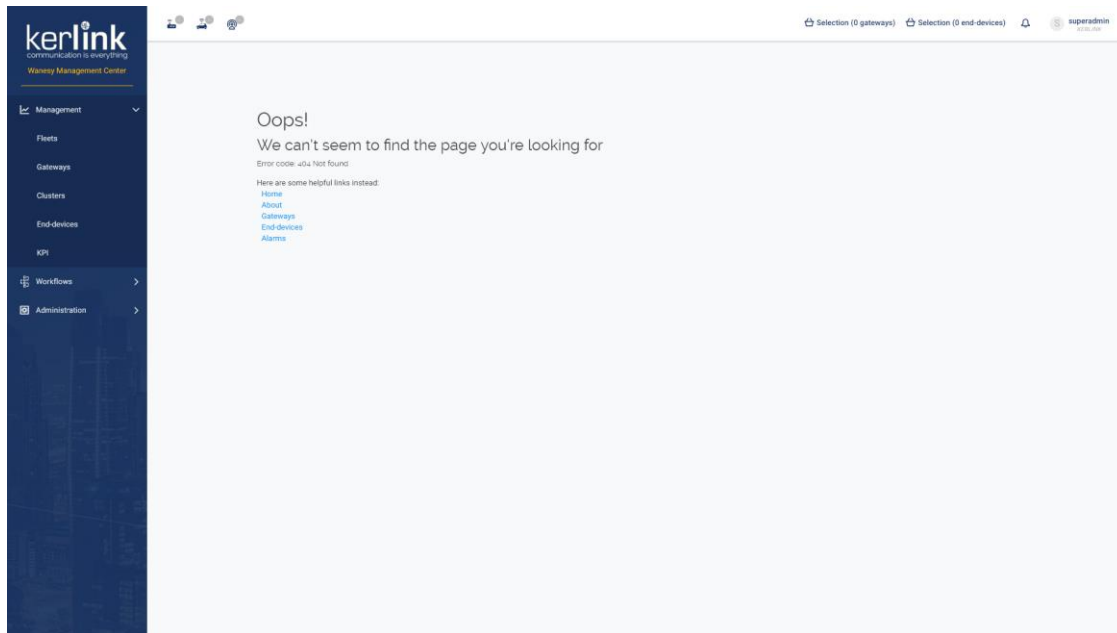 kerlink
communication is everything
Wanesy Management Center
Selection (0 gateways) Selection (0 end-devices) S superadmin
Management
Fleets
Gateways
Clusters
End-devices
KPI
Workflows
Administration
Oops!
We can't seem to find the page you're looking for
Error code: 404 Not found
Here are some helpful links instead:
Home
About
Gateways
End-devices
Alarms